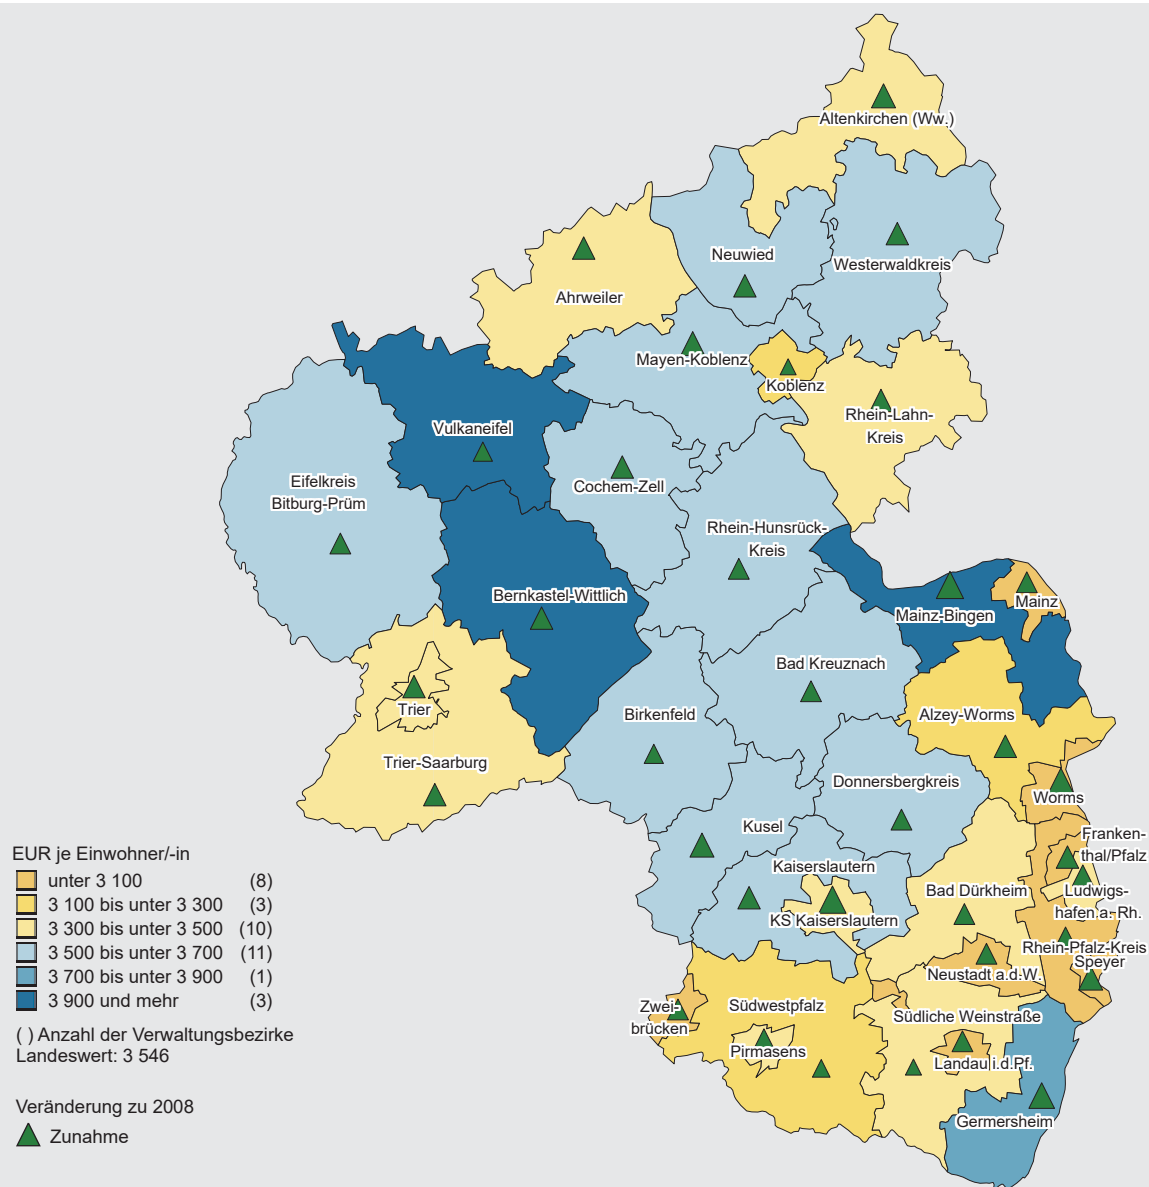 Altenkirchen (Ww.)
Neuwied
Westerwaldkreis
Ahrweiler
Mayen-Koblenz
Koblenz
Rhein-Lahn-
Kreis
Vulkaneifel
Cochem-Zell
Eifelkreis
Bitburg-Prüm
Rhein-Hunsrück-
Kreis
Bernkastel-Wittlich
Mainz
Mainz-Bingen
Bad Kreuznach
Trier
Birkenfeld
Alzey-Worms
Trier-Saarburg
Donnersbergkreis
Worms
Kusel
Franken-
thal/Pfalz
Kaiserslautern
Bad Dürkheim
Ludwigs-
hafen a. Rh.
KS Kaiserslautern
Rhein-Pfalz-Kreis
Speyer
Neustadt a.d.W.
Zwei-
brücken
Südwestpfalz
Südliche Weinstraße
Pirmasens
Landau i.d.Pf.
Germersheim
EUR je Einwohner/-in
unter 3 100 (8)
3 100 bis unter 3 300 (3)
3 300 bis unter 3 500 (10)
3 500 bis unter 3 700 (11)
3 700 bis unter 3 900 (1)
3 900 und mehr (3)
( ) Anzahl der Verwaltungsbezirke
Landeswert: 3 546
Veränderung zu 2008
Zunahme